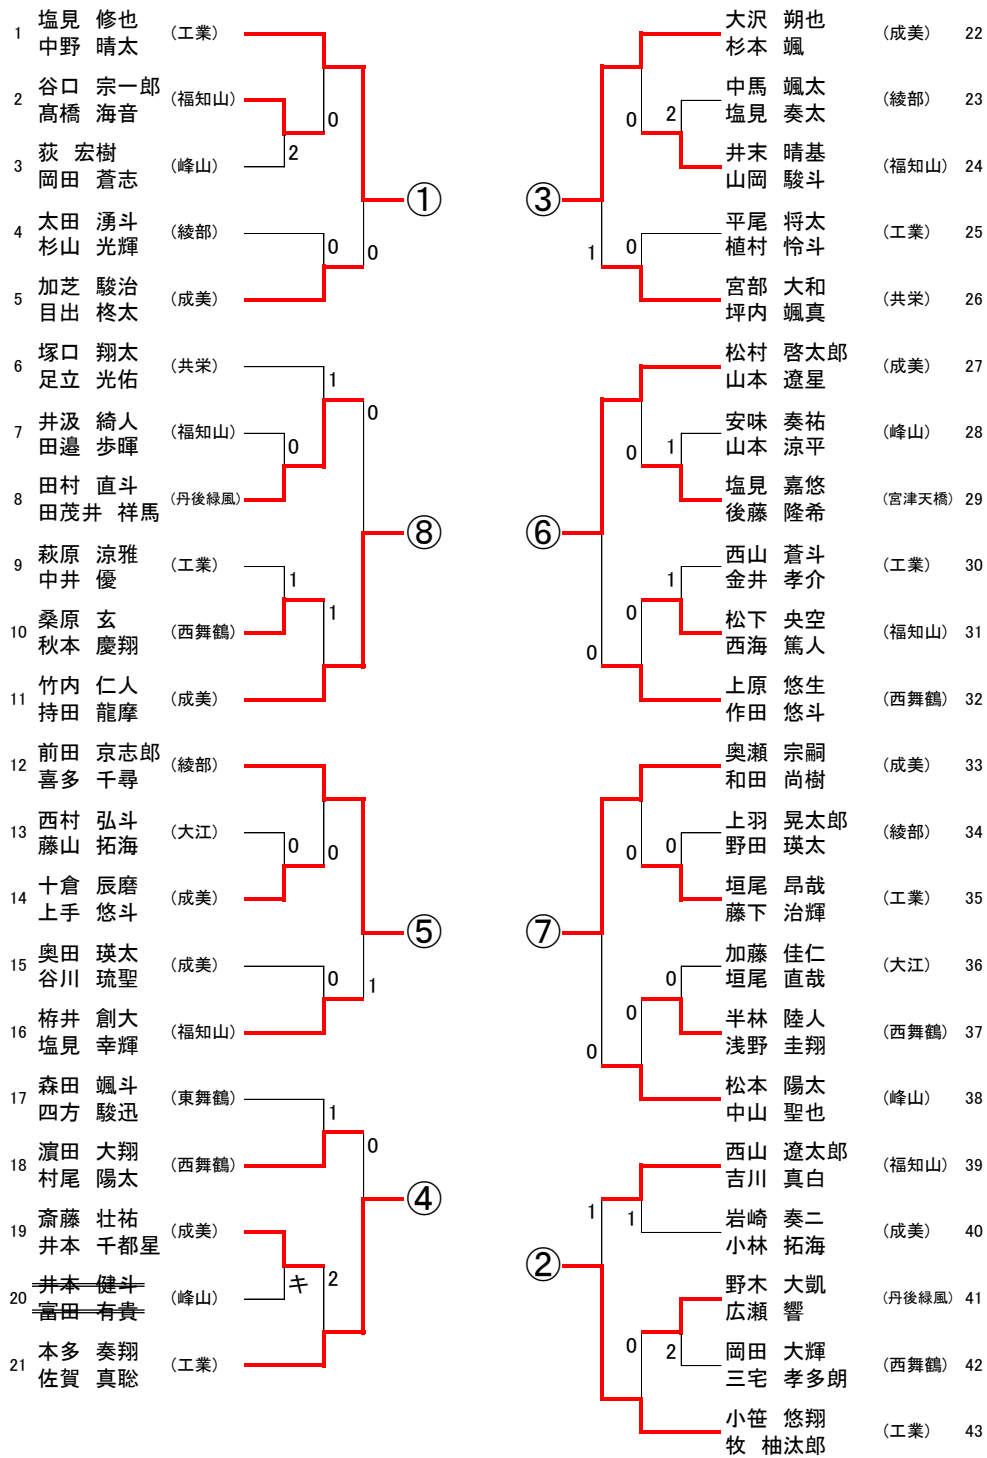 1 塩見 修也 (工業)
中野 晴太
2 谷口 宗一郎 (福知山)
髙橋 海音
0
3 荻 宏樹 (峰山)
岡田 蒼志
2
①
4 太田 湧斗 (綾部)
杉山 光輝
0
0
5 加芝 駿治 (成美)
目出 柊太
6 塚口 翔太 (共栄)
足立 光佑
1
0
7 井汲 綺人 (福知山)
田邉 歩暉
0
8 田村 直斗 (丹後緑風)
田茂井 祥馬
⑧
9 萩原 涼雅 (工業)
中井 優
1
1
10 桑原 玄 (西舞鶴)
秋本 慶翔
11 竹内 仁人 (成美)
持田 龍摩
12 前田 京志郎 (綾部)
喜多 千尋
13 西村 弘斗 (大江)
藤山 拓海
0
0
14 十倉 辰磨 (成美)
上手 悠斗
⑤
15 奥田 瑛太 (成美)
谷川 琉聖
0
1
16 栫井 創大 (福知山)
塩見 幸輝
17 森田 颯斗 (東舞鶴)
四方 駿迅
1
0
18 濵田 大翔 (西舞鶴)
村尾 陽太
④
19 斎藤 壮祐 (成美)
井本 千都星
キ
2
20 井本 健斗 (峰山)
富田 有貴
21 本多 奏翔 (工業)
佐賀 真聡
大沢 朔也 (成美) 22
杉本 颯
中馬 颯太 (綾部) 23
塩見 奏太
2
0
井末 晴基 (福知山) 24
山岡 駿斗
③
平尾 将太 (工業) 25
植村 怜斗
0
1
宮部 大和 (共栄) 26
坪内 颯真
松村 啓太郎 (成美) 27
山本 遼星
安味 奏祐 (峰山) 28
山本 涼平
1
0
塩見 嘉悠 (宮津天橋) 29
後藤 隆希
⑥
西山 蒼斗 (工業) 30
金井 孝介
1
0
松下 央空 (福知山) 31
西海 篤人
0
上原 悠生 (西舞鶴) 32
作田 悠斗
奥瀬 宗嗣 (成美) 33
和田 尚樹
上羽 晃太郎 (綾部) 34
野田 瑛太
0
0
垣尾 昂哉 (工業) 35
藤下 治輝
⑦
加藤 佳仁 (大江) 36
垣尾 直哉
0
0
半林 陸人 (西舞鶴) 37
浅野 圭翔
0
松本 陽太 (峰山) 38
中山 聖也
西山 遼太郎 (福知山) 39
吉川 真白
1
1
岩崎 奏二 (成美) 40
小林 拓海
②
野木 大凱 (丹後緑風) 41
広瀬 響
0
2
岡田 大輝 (西舞鶴) 42
三宅 孝多朗
小笹 悠翔 (工業) 43
牧 柚汰郎